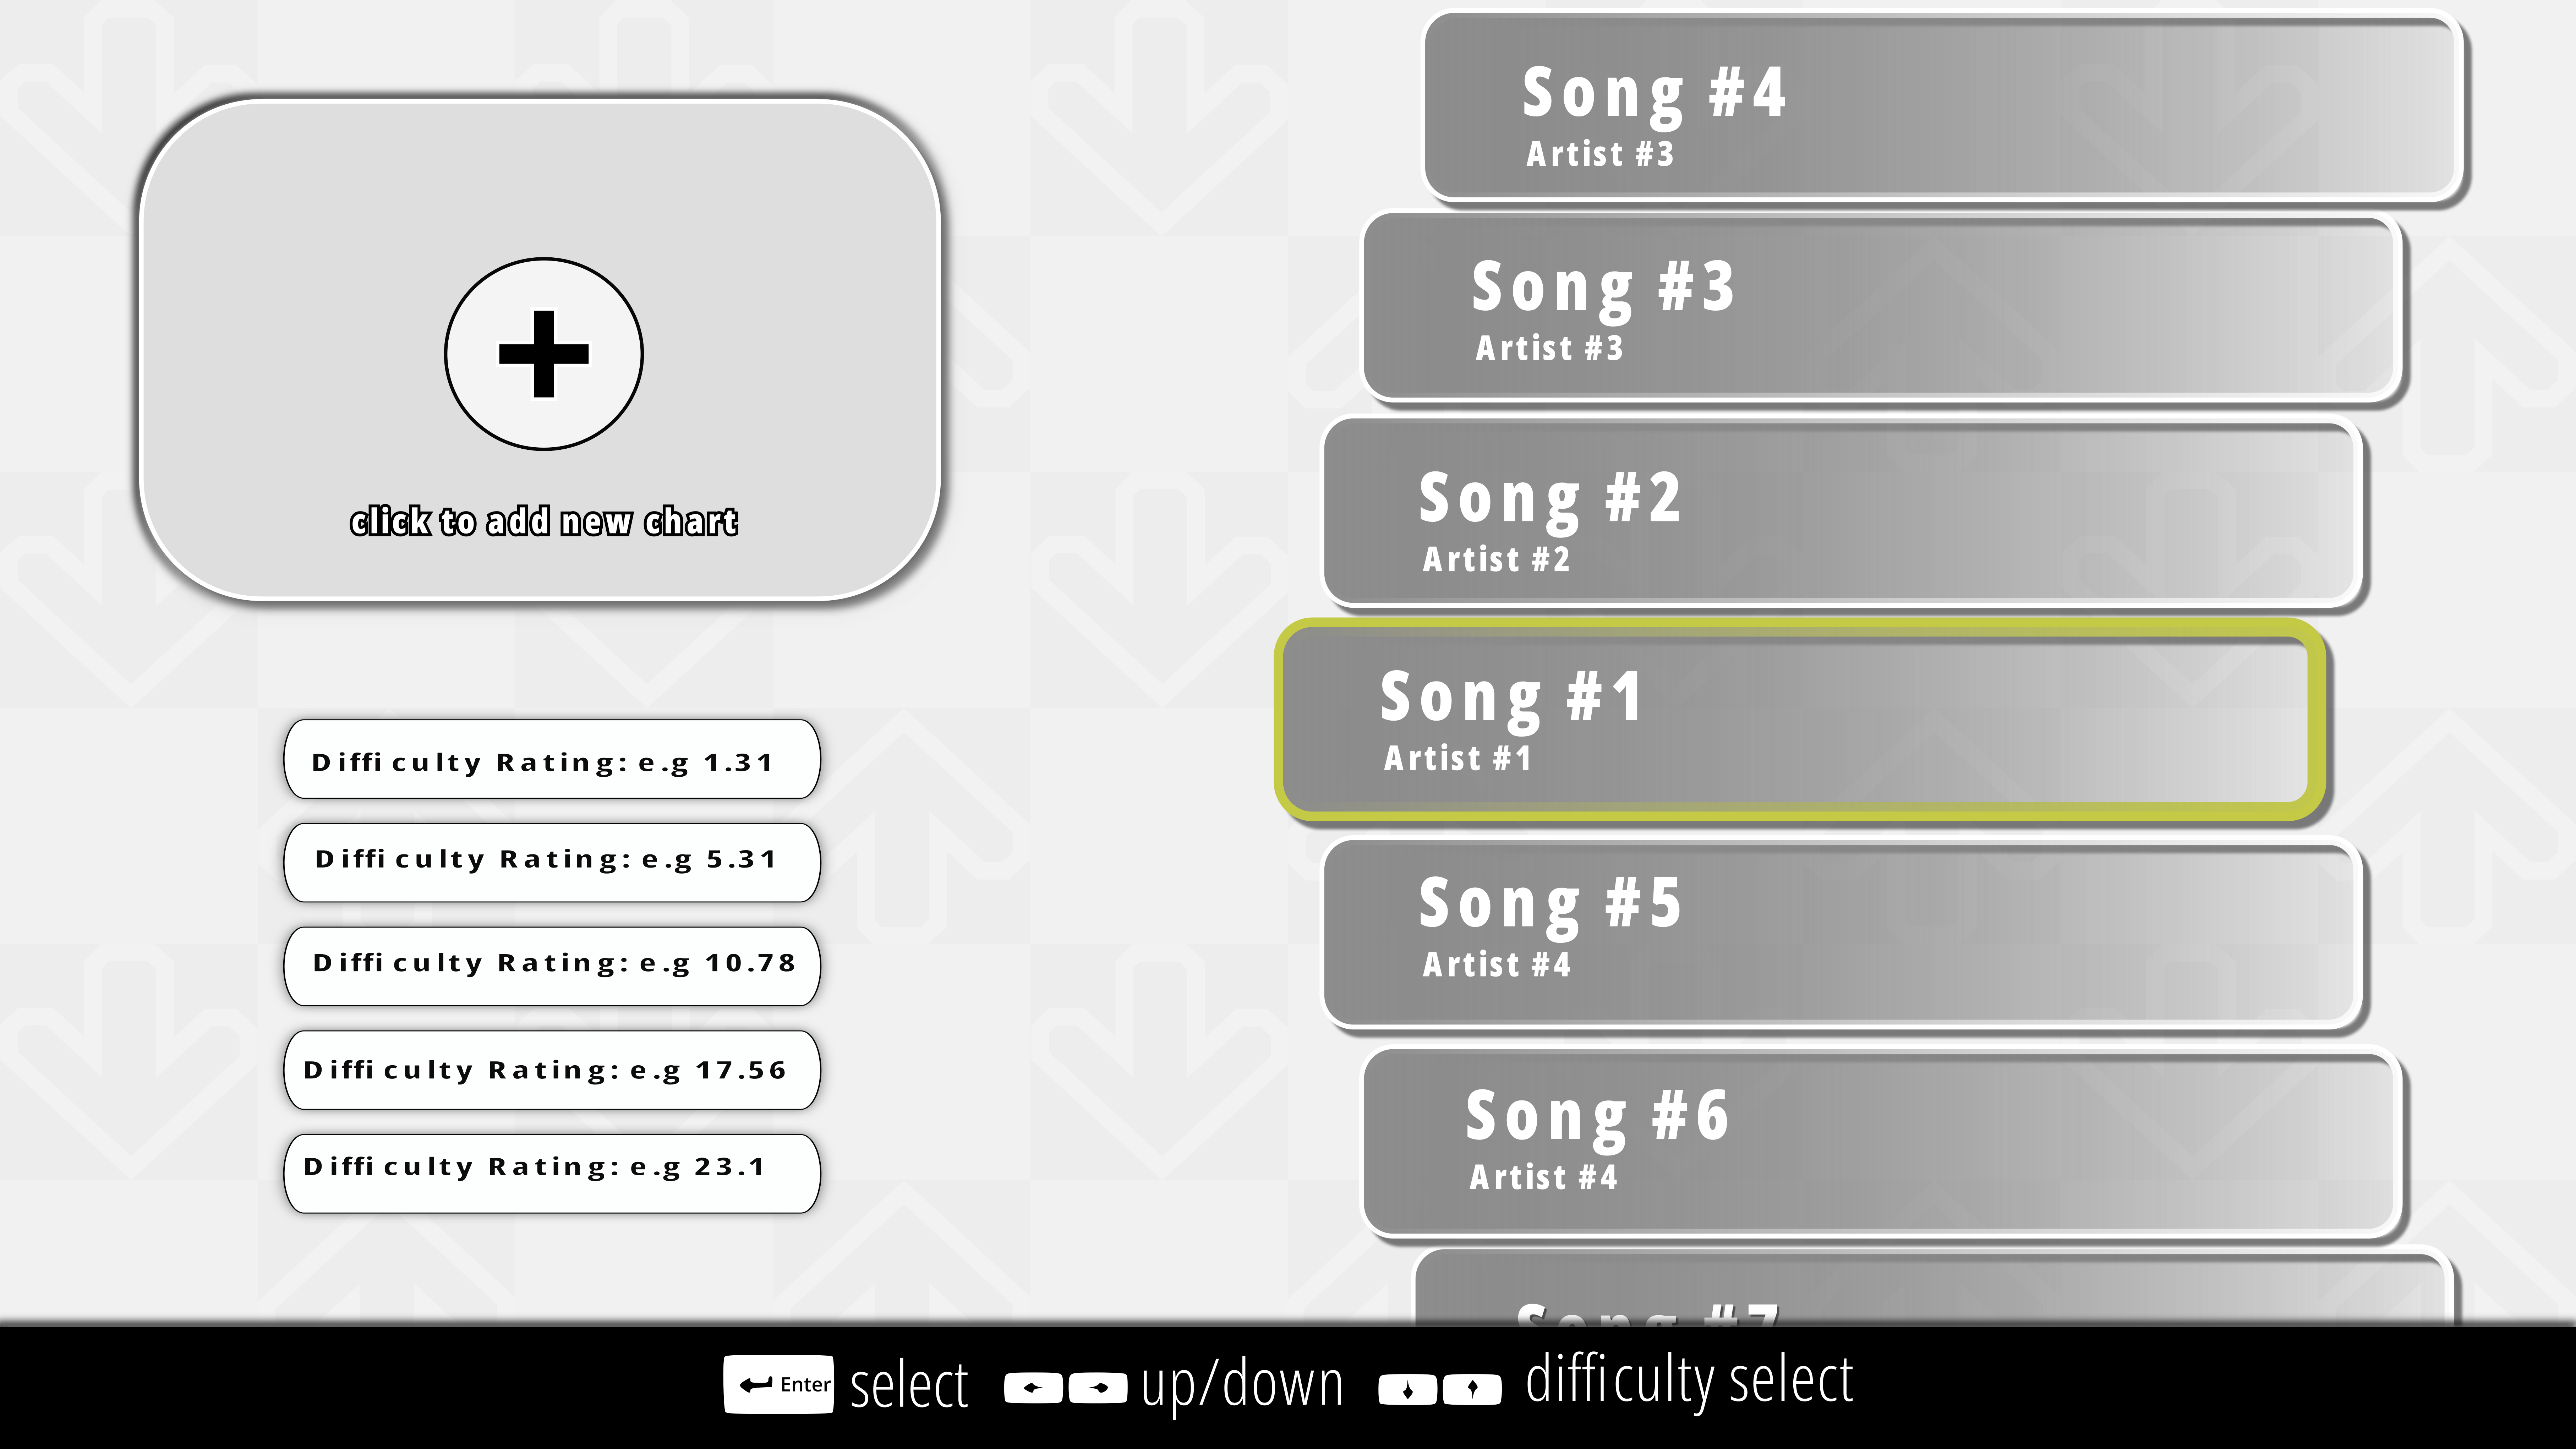 click to add new chart
Difficulty Rating: e.g 1.31
Difficulty Rating: e.g 5.31
Difficulty Rating: e.g 10.78
Difficulty Rating: e.g 17.56
Difficulty Rating: e.g 23.1
Song #4
Artist #3
Song #3
Artist #3
Song #2
Artist #2
Song #1
Artist #1
Song #5
Artist #4
Song #6
Artist #4
Song #7
Enter select up/down difficulty select